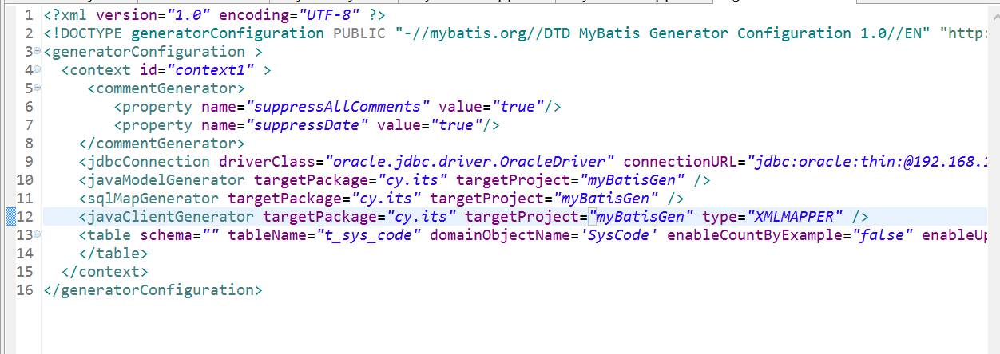 1 <?xml version="1.0" encoding="UTF-8" ?>
2 <!DOCTYPE generatorConfiguration PUBLIC "-//mybatis.org//DTD MyBatis Generator Configuration 1.0//EN" "http:
3 <generatorConfiguration >
4 <context id="context1" >
5 <commentGenerator>
6 <property name="suppressAllComments" value="true"/>
7 <property name="suppressDate" value="true"/>
8 </commentGenerator>
9 <jdbcConnection driverClass="oracle.jdbc.driver.OracleDriver" connectionURL="jdbc:oracle:thin:@192.168.1
10 <javaModelGenerator targetPackage="cy.its" targetProject="myBatisGen" />
11 <sqlMapGenerator targetPackage="cy.its" targetProject="myBatisGen" />
12 <javaClientGenerator targetPackage="cy.its" targetProject="myBatisGen" type="XMLMAPPER" />
13 <table schema="" tableName="t_sys_code" domainObjectName='SysCode' enableCountByExample="false" enableUp
14 </table>
15 </context>
16 </generatorConfiguration>